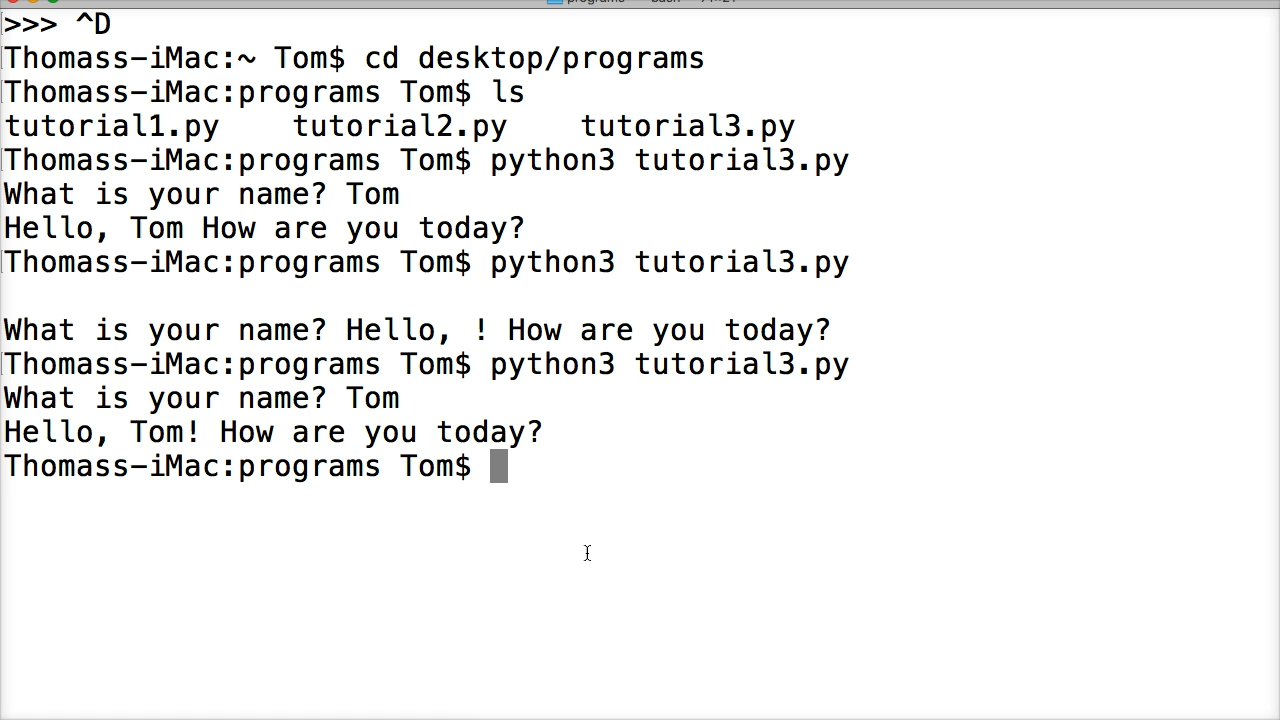 >>> ^D
Thomass-iMac:~ Tom$ cd desktop/programs
Thomass-iMac:programs Tom$ ls
tutorial1.py    tutorial2.py    tutorial3.py
Thomass-iMac:programs Tom$ python3 tutorial3.py
What is your name? Tom
Hello, Tom How are you today?
Thomass-iMac:programs Tom$ python3 tutorial3.py
What is your name? Hello, ! How are you today?
Thomass-iMac:programs Tom$ python3 tutorial3.py
What is your name? Tom
Hello, Tom! How are you today?
Thomass-iMac:programs Tom$